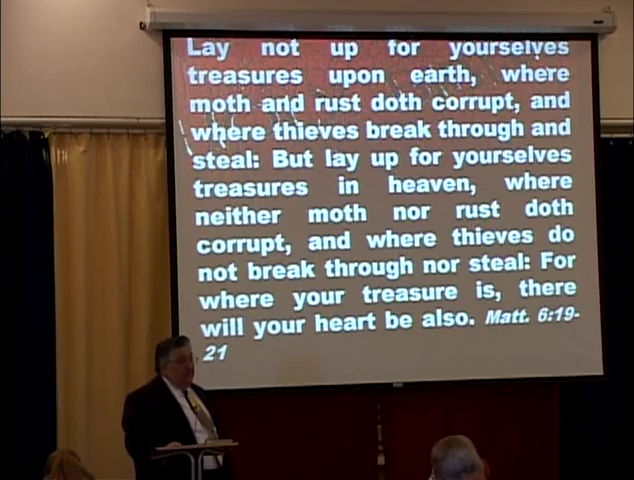 Lay not up for yourselves
treasures upon earth, where
moth and rust doth corrupt, and
where thieves break through and
steal: But lay up for yourselves
treasures in heaven, where
neither moth nor rust doth
corrupt, and where thieves do
not break through nor steal: For
where your treasure is, there
will your heart be also. Matt. 6:19-
21